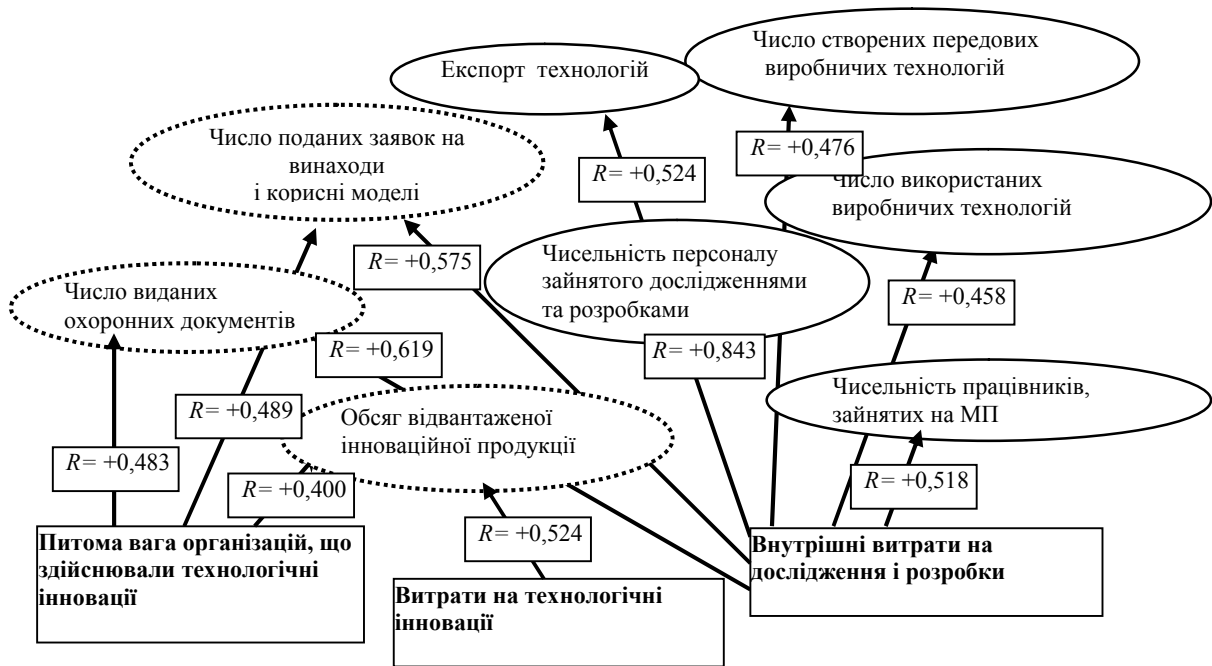 Число створених передових
виробничих технологій
Експорт технологій
Число поданих заявок на
винаходи
і корисні моделі
R= +0,476
R= +0,524
Число використаних
виробничих технологій
R= +0,575
Чисельність персоналу
зайнятого дослідженнями
та розробками
Число виданих
охоронних документів
R= +0,458
R= +0,619
R= +0,843
Чисельність працівників,
зайнятих на МП
R= +0,489
Обсяг відвантаженої
інноваційної продукції
R= +0,483
R= +0,400
R= +0,518
R= +0,524
Питома вага організацій, що
здійснювали технологічні
інновації
Витрати на технологічні
інновації
Внутрішні витрати на
дослідження і розробки